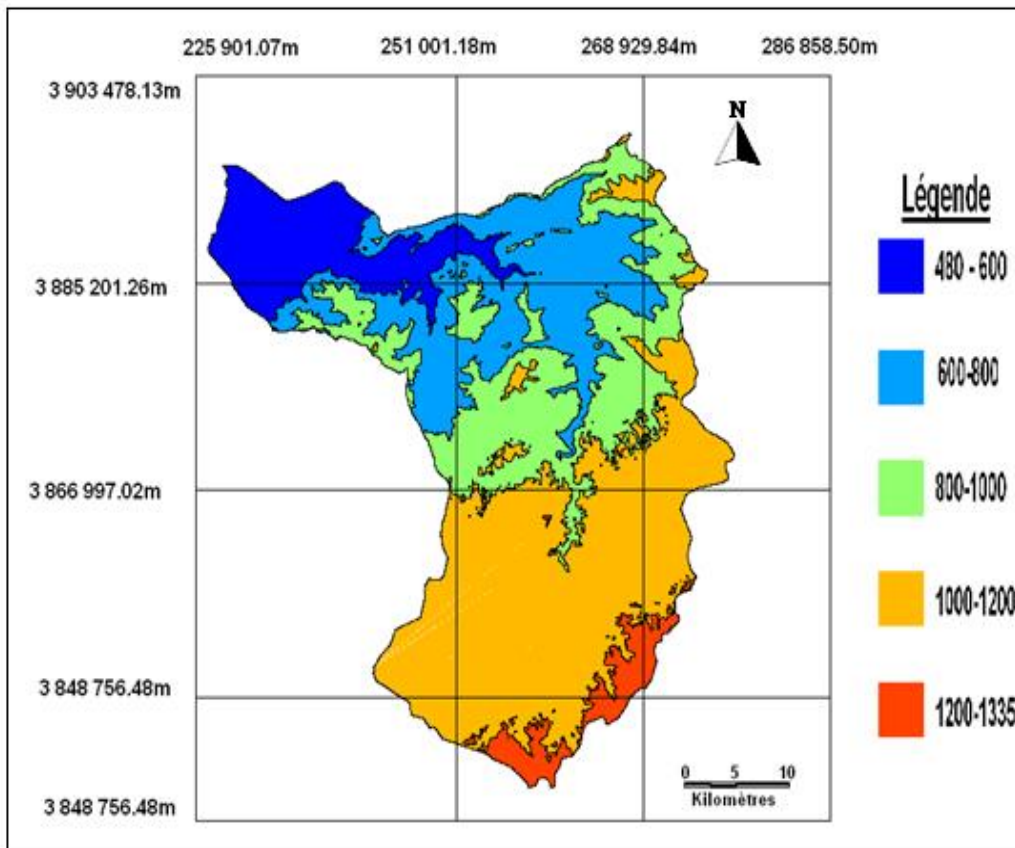 225 901.07m 251 001.18m 268 929.84m 286 858.50m
3 903 478.13m
N
Légende
480 - 600
3 885 201.26m
600-800
800-1000
3 866 997.02m
1000-1200
3 848 756.48m
1200-1335
0 5 10
Kilomètres
3 848 756.48m